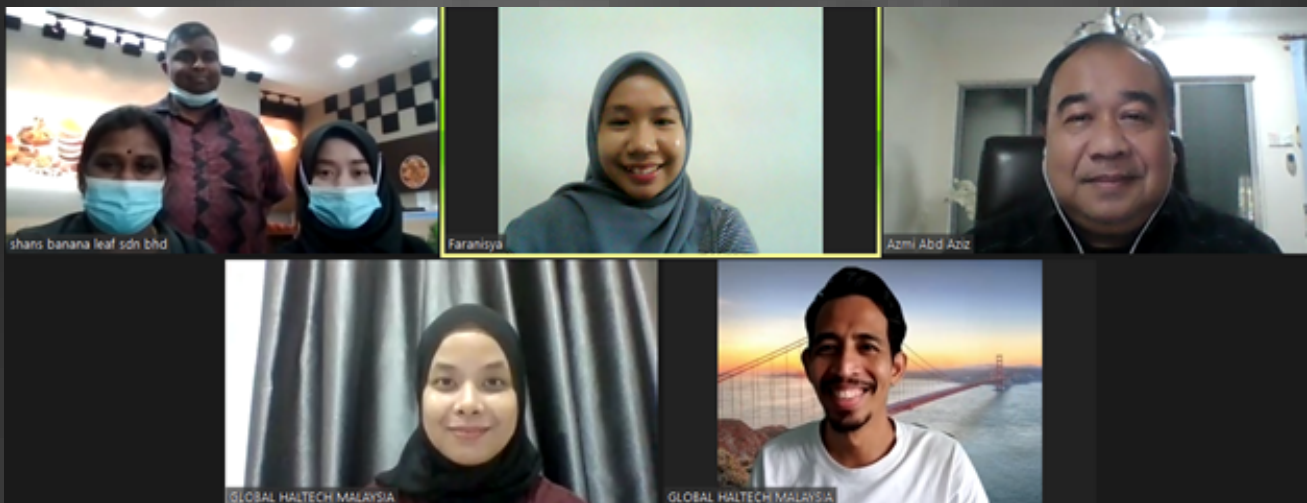 shans banana leaf sdn bhd
Faranisya
Azmi Abd Aziz
GLOBAL HALTECH MALAYSIA
GLOBAL HALTECH MALAYSIA